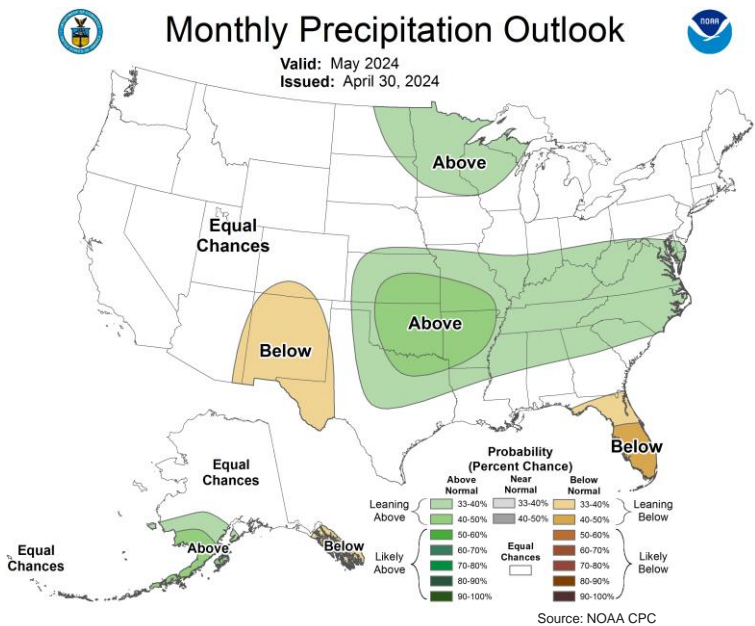 NOAA
Monthly Precipitation Outlook
Valid: May 2024
Issued: April 30, 2024
Above
Equal
Chances
Above
Below
Below
Equal
Chances
Above
Below
Equal
Chances
Probability
(Percent Chance)
Above
Normal
Near
Normal
Below
Normal
Leaning
Above
33-40%
33-40%
33-40%
Leaning
Below
40-50%
40-50%
40-50%
Likely
Above
50-60%
60-70%
70-80%
80-90%
90-100%
Equal
Chances
50-60%
60-70%
70-80%
80-90%
90-100%
Likely
Below
Source: NOAA CPC